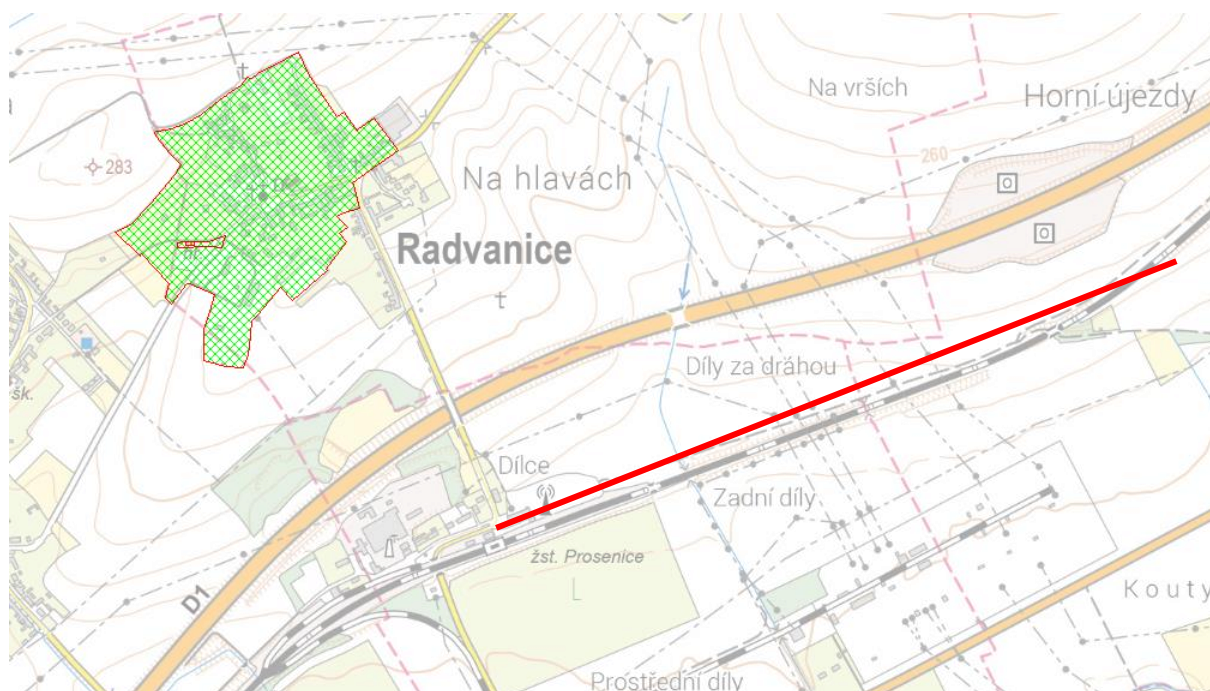 Na vrších
Horní újezdy
283
260
Na hlavách
Radvanice
šk.
Díly za dráhou
Dílce
Zadní díly
žst. Prosenice
D1
L
Kouty
Prostřední díly